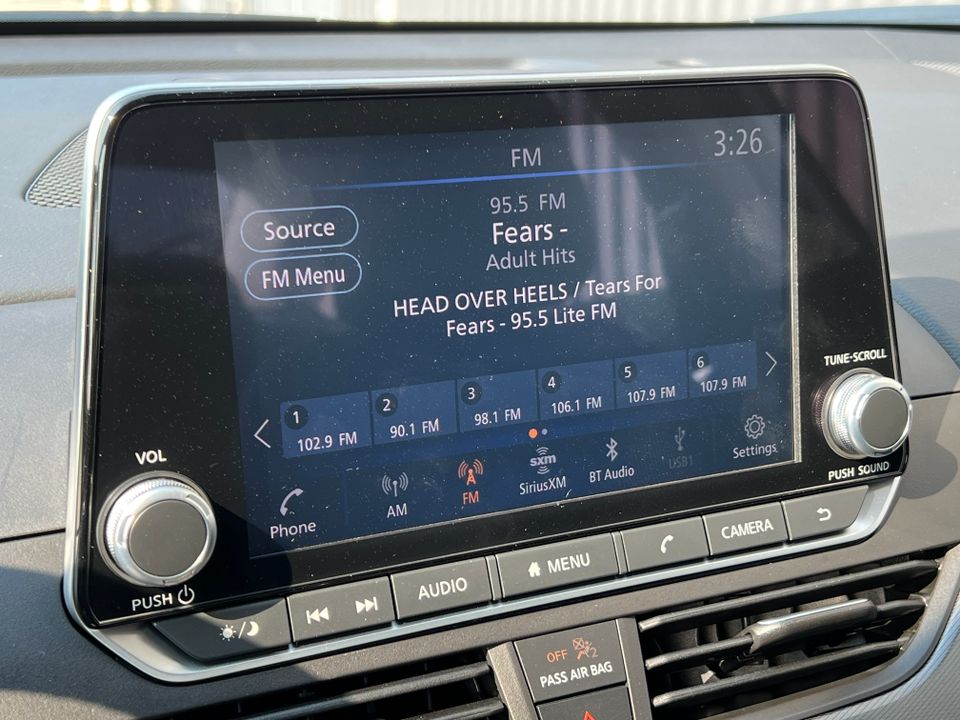 FM
3:26
95.5 FM
Source
Fears -
Adult Hits
FM Menu
HEAD OVER HEELS / Tears For
Fears - 95.5 Lite FM
1
2
3
4
5
6
102.9 FM
90.1 FM
98.1 FM
106.1 FM
107.9 FM
107.9 FM
Phone
AM
FM
sxm
SiriusXM
BT Audio
USB1
Settings
VOL
PUSH
TUNE·SCROLL
PUSH SOUND
AUDIO
MENU
CAMERA
OFF
2
PASS AIR BAG